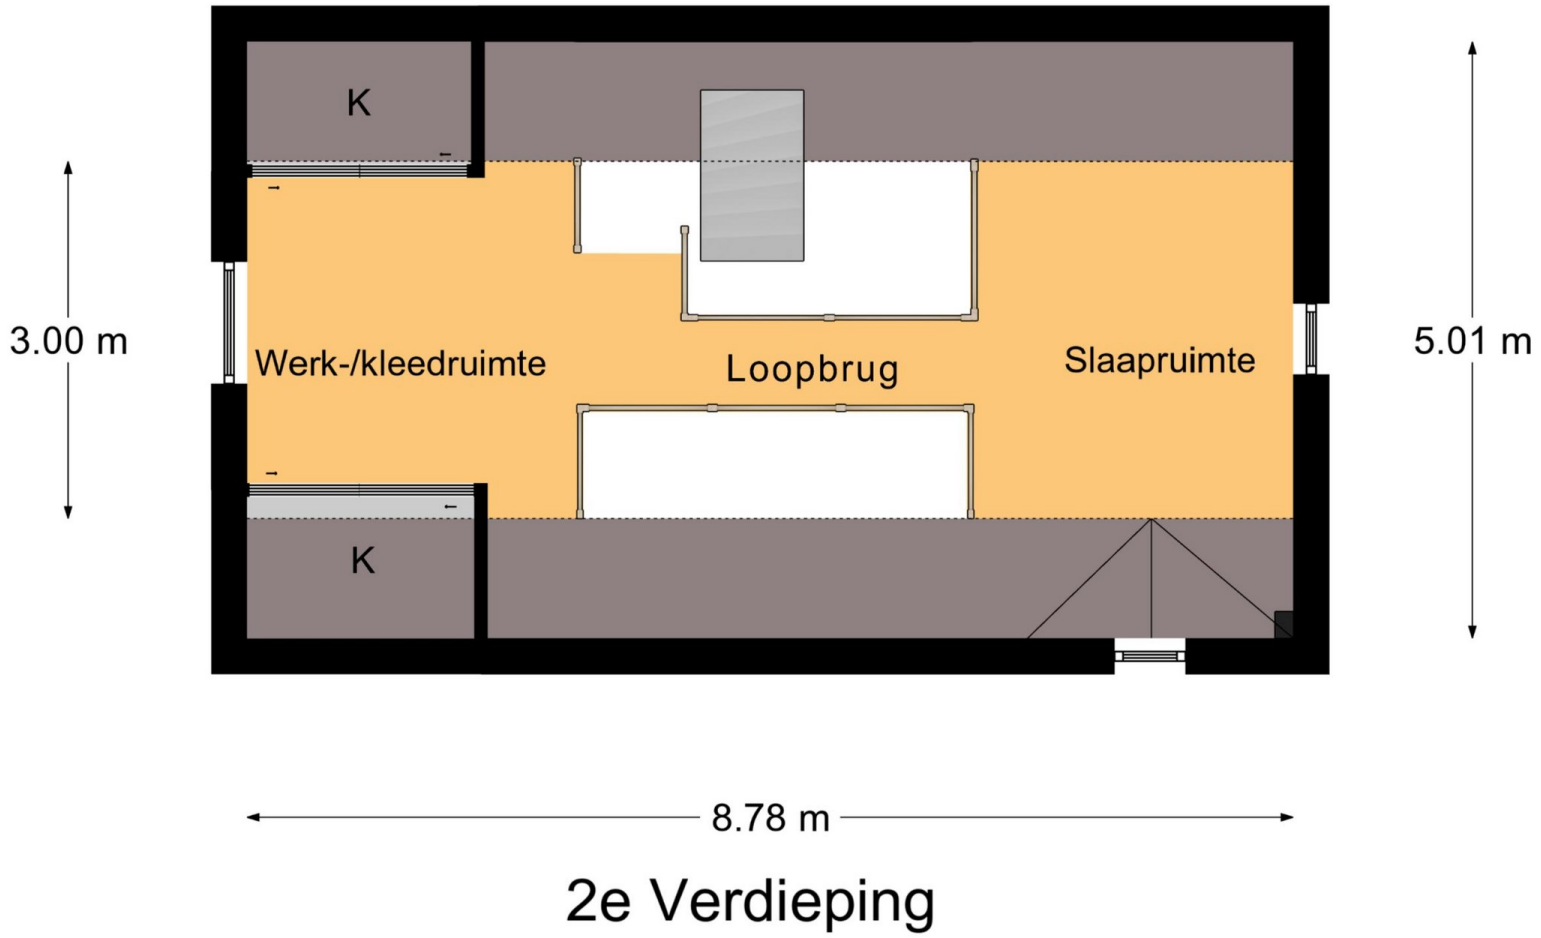 K
3.00 m
5.01 m
Werk-/kleedruimte
Loopbrug
Slaapruimte
K
8.78 m
2e Verdieping